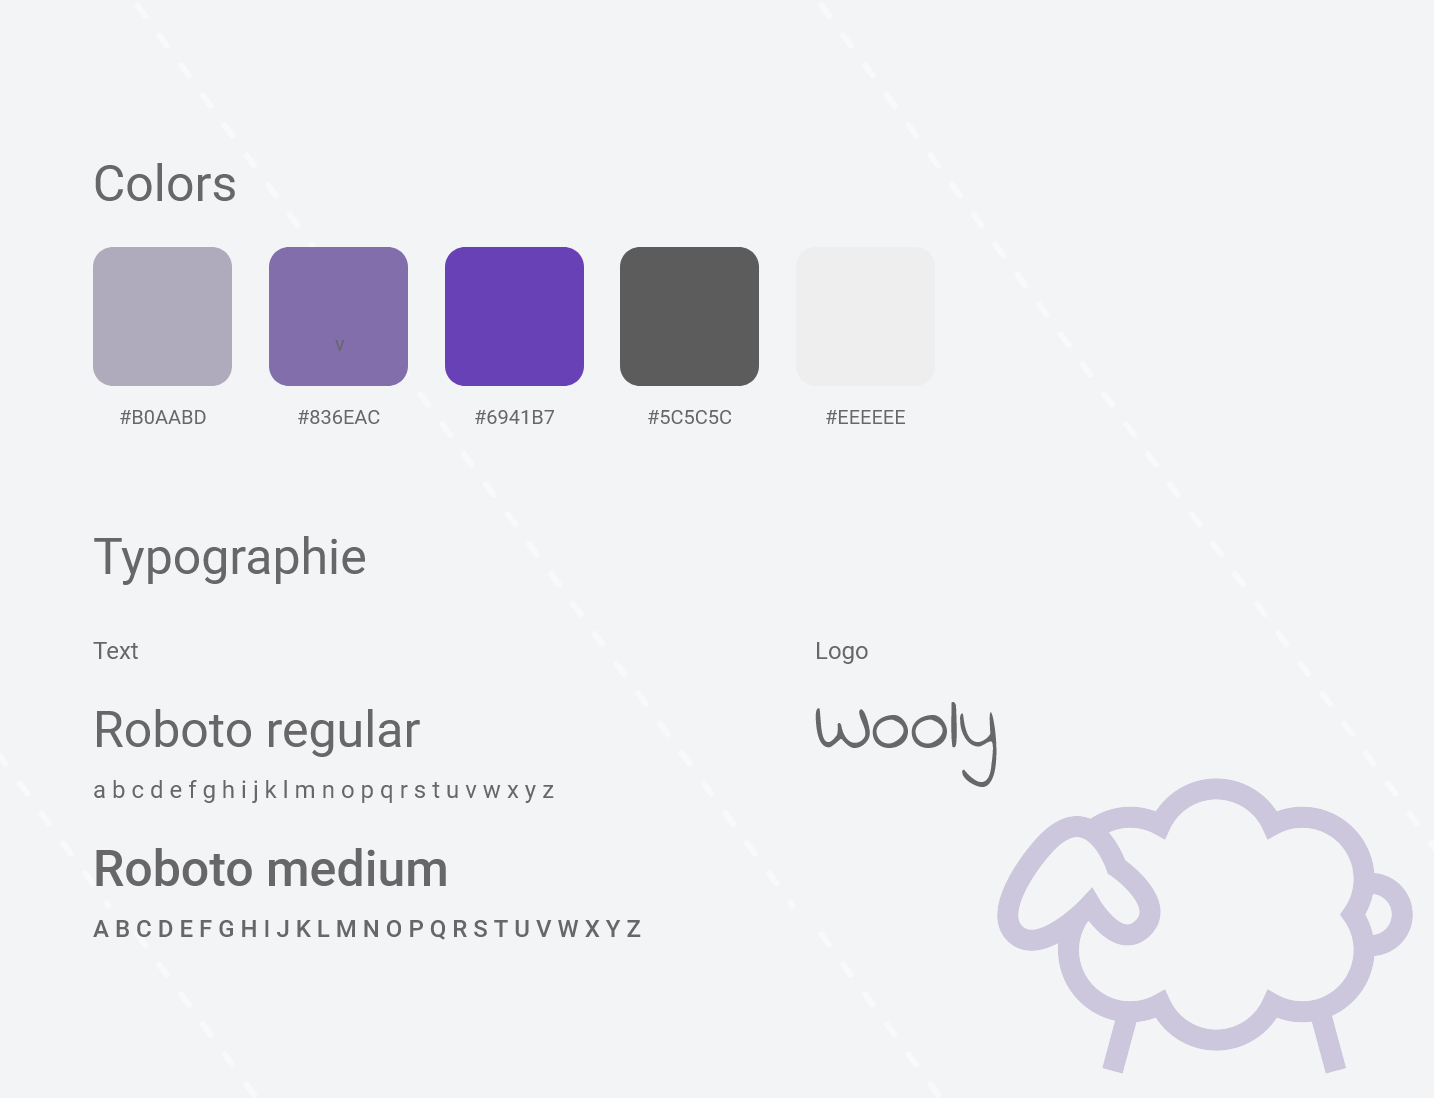 Colors
v
#B0AABD #836EAC #6941B7 #5C5C5C #EEEEEE
Typographie
Text
Logo
Roboto regular
wooly
a b c d e f g h i j k l m n o p q r s t u v w x y z
Roboto medium
A B C D E F G H I J K L M N O P Q R S T U V W X Y Z